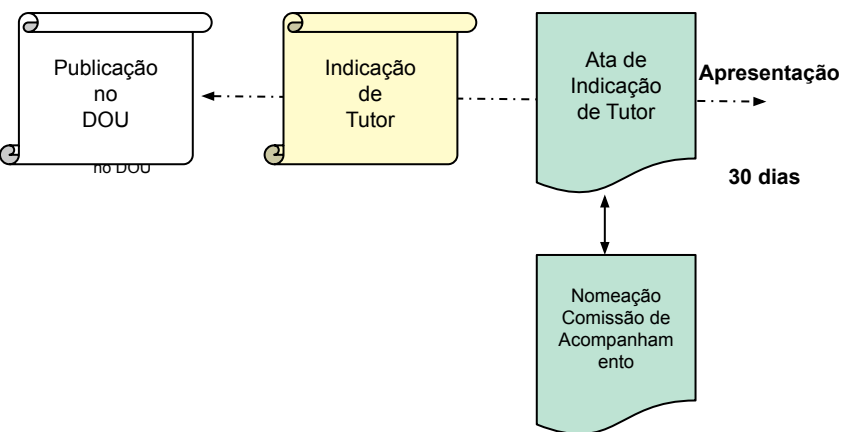 Publicação
no
DOU
no DOU
Indicação
de
Tutor
Ata de
Indicação
de Tutor
Apresentação
30 dias
Nomeação
Comissão de
Acompanham
ento